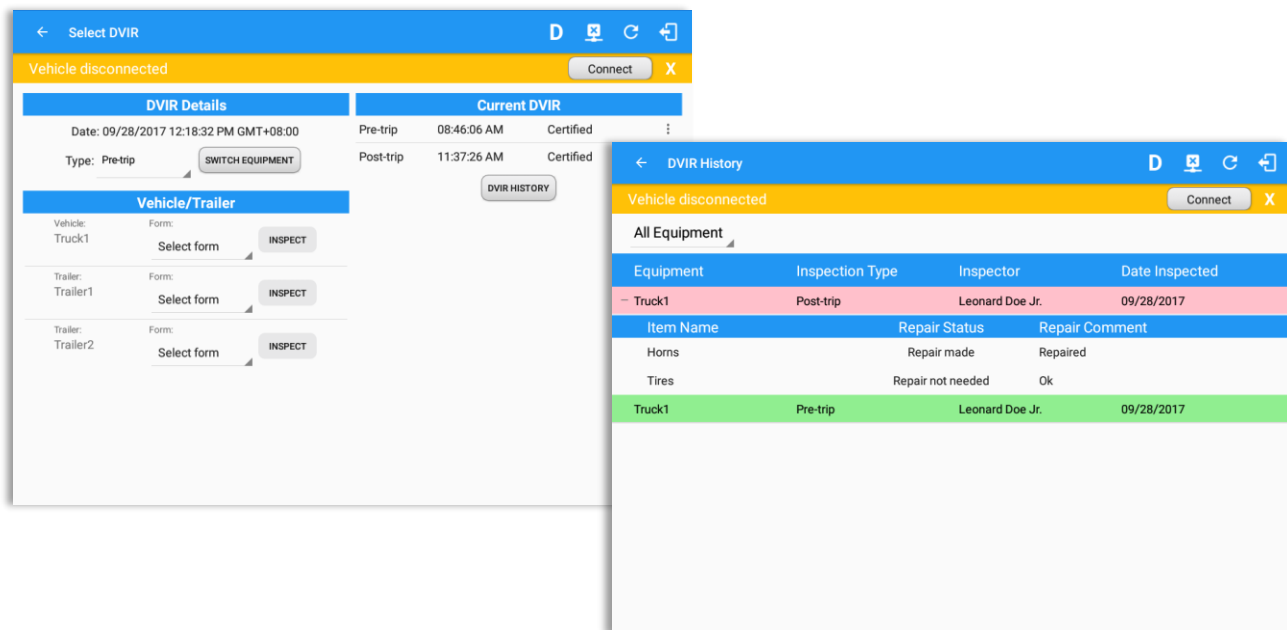 Select DVIR D
Vehicle disconnected Connect X
DVIR Details
Date: 09/28/2017 12:18:32 PM GMT+08:00
Type: Pre-trip SWITCH EQUIPMENT
Vehicle/Trailer
Vehicle: Form:
Truck1 Select form INSPECT
Trailer: Form:
Trailer1 Select form INSPECT
Trailer: Form:
Trailer2 Select form INSPECT
Current DVIR
Pre-trip 08:46:06 AM Certified
Post-trip 11:37:26 AM Certified
DVIR HISTORY
DVIR History D
Vehicle disconnected Connect X
All Equipment
Equipment Inspection Type Inspector Date Inspected
Truck1 Post-trip Leonard Doe Jr. 09/28/2017
Item Name Repair Status Repair Comment
Horns Repair made Repaired
Tires Repair not needed Ok
Truck1 Pre-trip Leonard Doe Jr. 09/28/2017